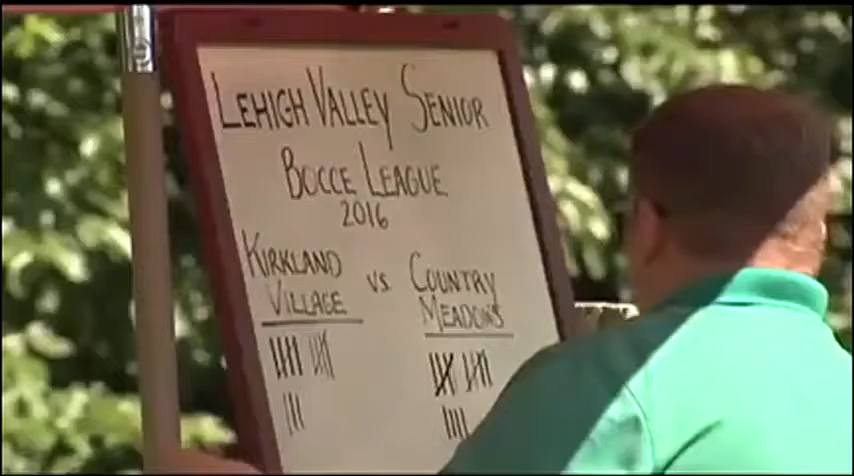 LEHIGH VALLEY SENIOR
BOCCE LEAGUE
2016
KIRKLAND VILLAGE VS. COUNTRY MEADOWS